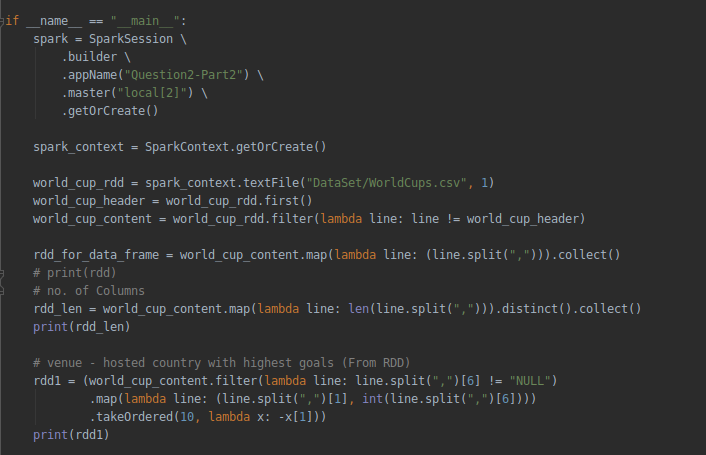 if __name__ == "__main__":
    spark = SparkSession \
        .builder \
        .appName("Question2-Part2") \
        .master("local[2]") \
        .getOrCreate()

    spark_context = SparkContext.getOrCreate()

    world_cup_rdd = spark_context.textFile("DataSet/WorldCups.csv", 1)
    world_cup_header = world_cup_rdd.first()
    world_cup_content = world_cup_rdd.filter(lambda line: line != world_cup_header)

    rdd_for_data_frame = world_cup_content.map(lambda line: (line.split(","))).collect()
    # print(rdd)
    # no. of Columns
    rdd_len = world_cup_content.map(lambda line: len(line.split(","))).distinct().collect()
    print(rdd_len)

    # venue - hosted country with highest goals (From RDD)
    rdd1 = (world_cup_content.filter(lambda line: line.split(",")[6] != "NULL")
            .map(lambda line: (line.split(",")[1], int(line.split(",")[6])))
            .takeOrdered(10, lambda x: -x[1]))
    print(rdd1)